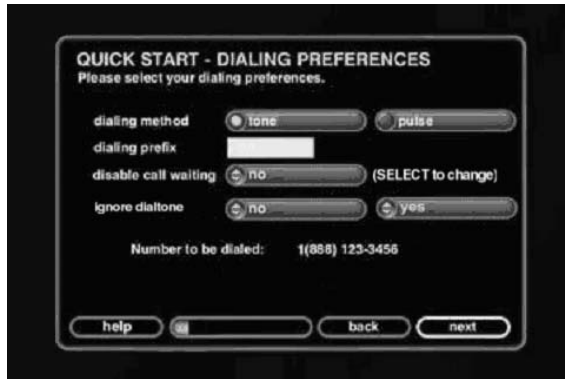 QUICK START - DIALING PREFERENCES
Please select your dialing preferences.
dialing method tone pulse
dialing prefix
disable call waiting no (SELECT to change)
ignore dialtone no yes
Number to be dialed: 1(888) 123-3456
help back next